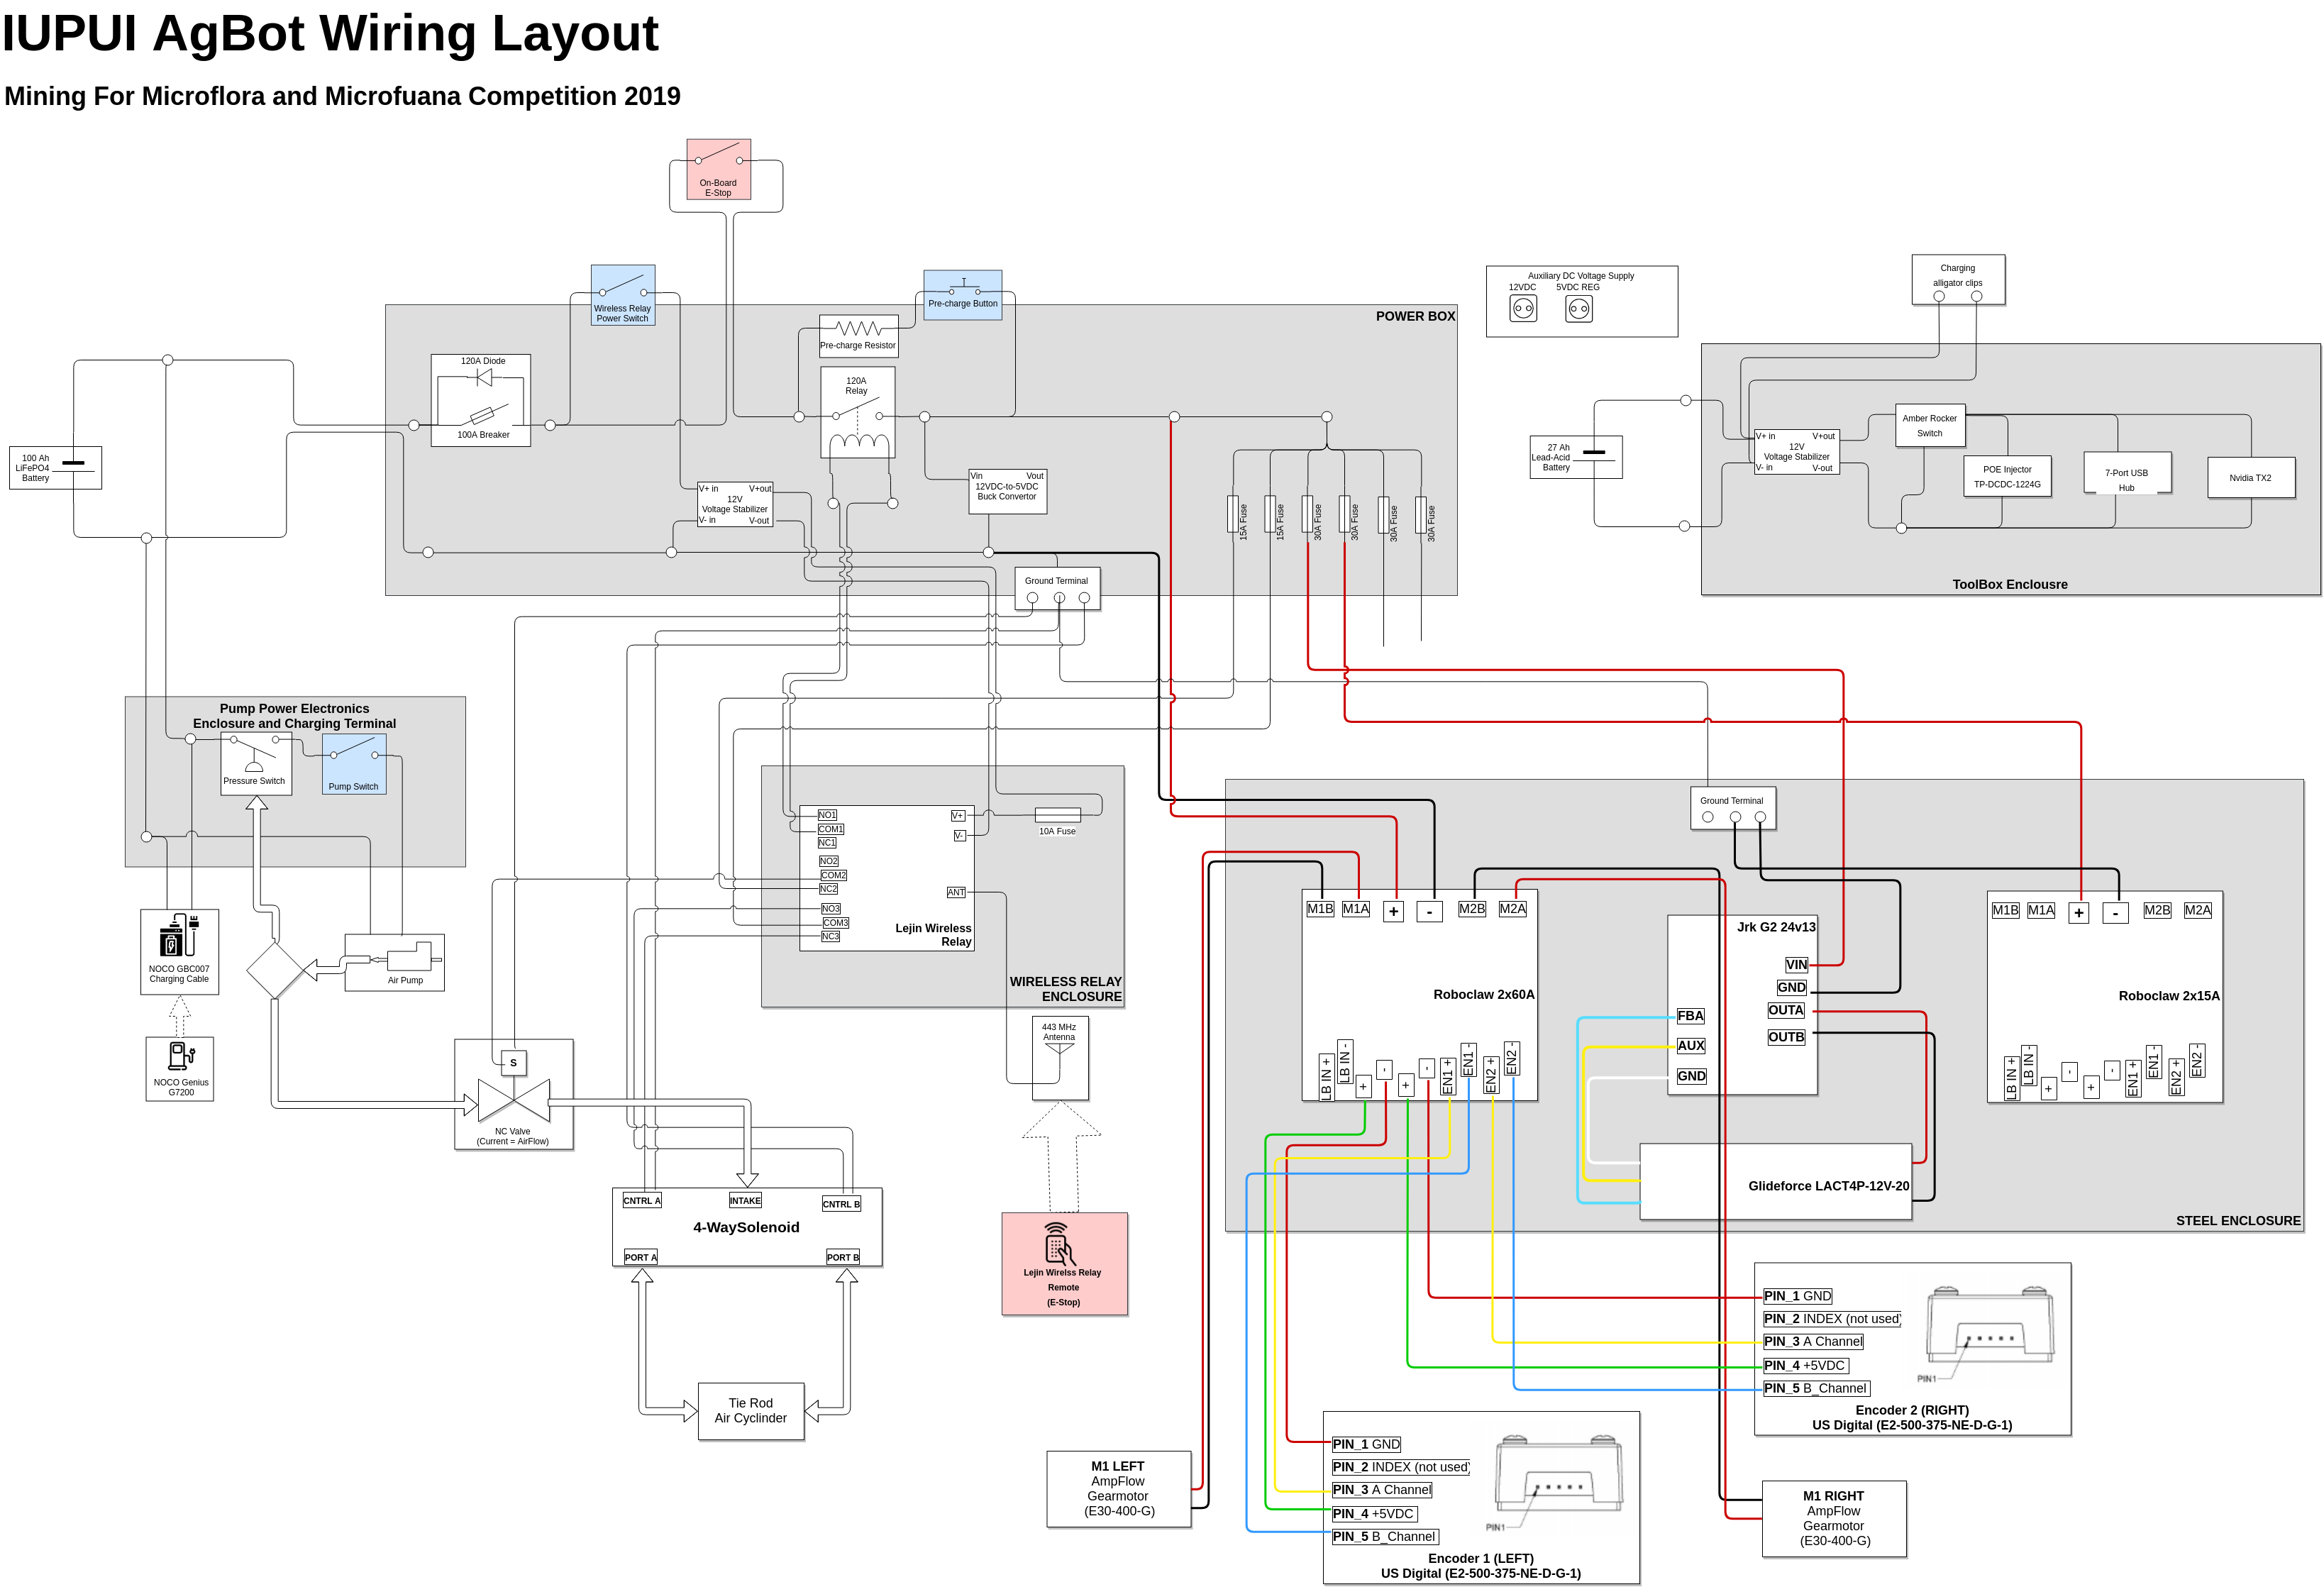 IUPUI AgBot Wiring Layout
Mining For Microflora and Microfuana Competition 2019
On-Board
E-Stop
Wireless Relay
Power Switch
T
Pre-charge Button
POWER BOX
Pre-charge Resistor
120A Diode
100A Breaker
120A
Relay
100 Ah
LiFePO4
Battery
V+ in
V+out
12V
Voltage Stabilizer
V- in
V-out
Vin
Vout
12VDC-to-5VDC
Buck Convertor
15A Fuse
15A Fuse
30A Fuse
30A Fuse
30A Fuse
30A Fuse
Ground Terminal
Auxiliary DC Voltage Supply
12VDC
5VDC REG
Charging
alligator clips
27 Ah
Lead-Acid
Battery
V+ in
V+out
12V
Voltage Stabilizer
V- in
V-out
Amber Rocker
Switch
POE Injector
TP-DCDC-1224G
7-Port USB
Hub
Nvidia TX2
ToolBox Enclousre
Pump Power Electronics
Enclosure and Charging Terminal
Pressure Switch
Pump Switch
NOCO GBC007
Charging Cable
Air Pump
NOCO Genius
G7200
S
NC Valve
(Current = AirFlow)
NO1
COM1
NC1
NO2
COM2
NC2
NO3
COM3
NC3
V+
V-
ANT
10A Fuse
Lejin Wireless
Relay
WIRELESS RELAY
ENCLOSURE
443 MHz
Antenna
Lejin Wirelss Relay
Remote
(E-Stop)
CNTRL A
INTAKE
CNTRL B
4-WaySolenoid
PORT A
PORT B
Tie Rod
Air Cyclinder
Ground Terminal
M1B
M1A
+
-
M2B
M2A
Roboclaw 2x60A
LB IN +
LB IN -
+
-
+
-
EN1 +
EN1 -
EN2 +
EN2 -
Jrk G2 24v13
VIN
GND
OUTA
OUTB
FBA
AUX
GND
M1B
M1A
+
-
M2B
M2A
Roboclaw 2x15A
LB IN +
LB IN -
+
-
+
-
EN1 +
EN1 -
EN2 +
EN2 -
Glideforce LACT4P-12V-20
STEEL ENCLOSURE
PIN_1 GND
PIN_2 INDEX (not used)
PIN_3 A Channel
PIN_4 +5VDC
PIN_5 B_Channel
PIN1
Encoder 2 (RIGHT)
US Digital (E2-500-375-NE-D-G-1)
PIN_1 GND
PIN_2 INDEX (not used)
PIN_3 A Channel
PIN_4 +5VDC
PIN_5 B_Channel
PIN1
Encoder 1 (LEFT)
US Digital (E2-500-375-NE-D-G-1)
M1 LEFT
AmpFlow
Gearmotor
(E30-400-G)
M1 RIGHT
AmpFlow
Gearmotor
(E30-400-G)